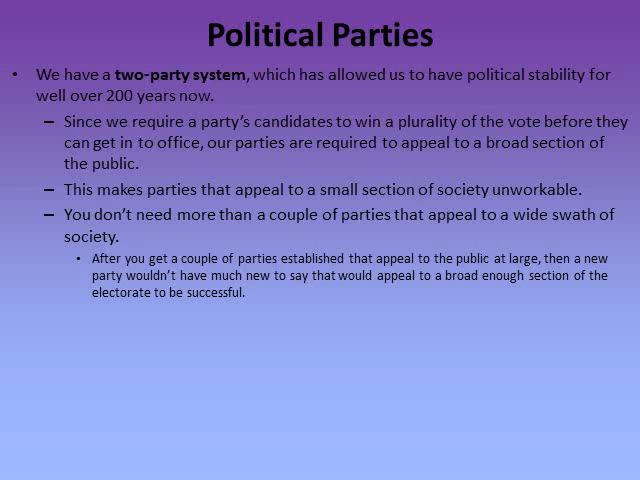 Political Parties
• We have a two-party system, which has allowed us to have political stability for
well over 200 years now.
– Since we require a party's candidates to win a plurality of the vote before they
can get in to office, our parties are required to appeal to a broad section of
the public.
– This makes parties that appeal to a small section of society unworkable.
– You don't need more than a couple of parties that appeal to a wide swath of
society.
• After you get a couple of parties established that appeal to the public at large, then a new
party wouldn't have much new to say that would appeal to a broad enough section of the
electorate to be successful.